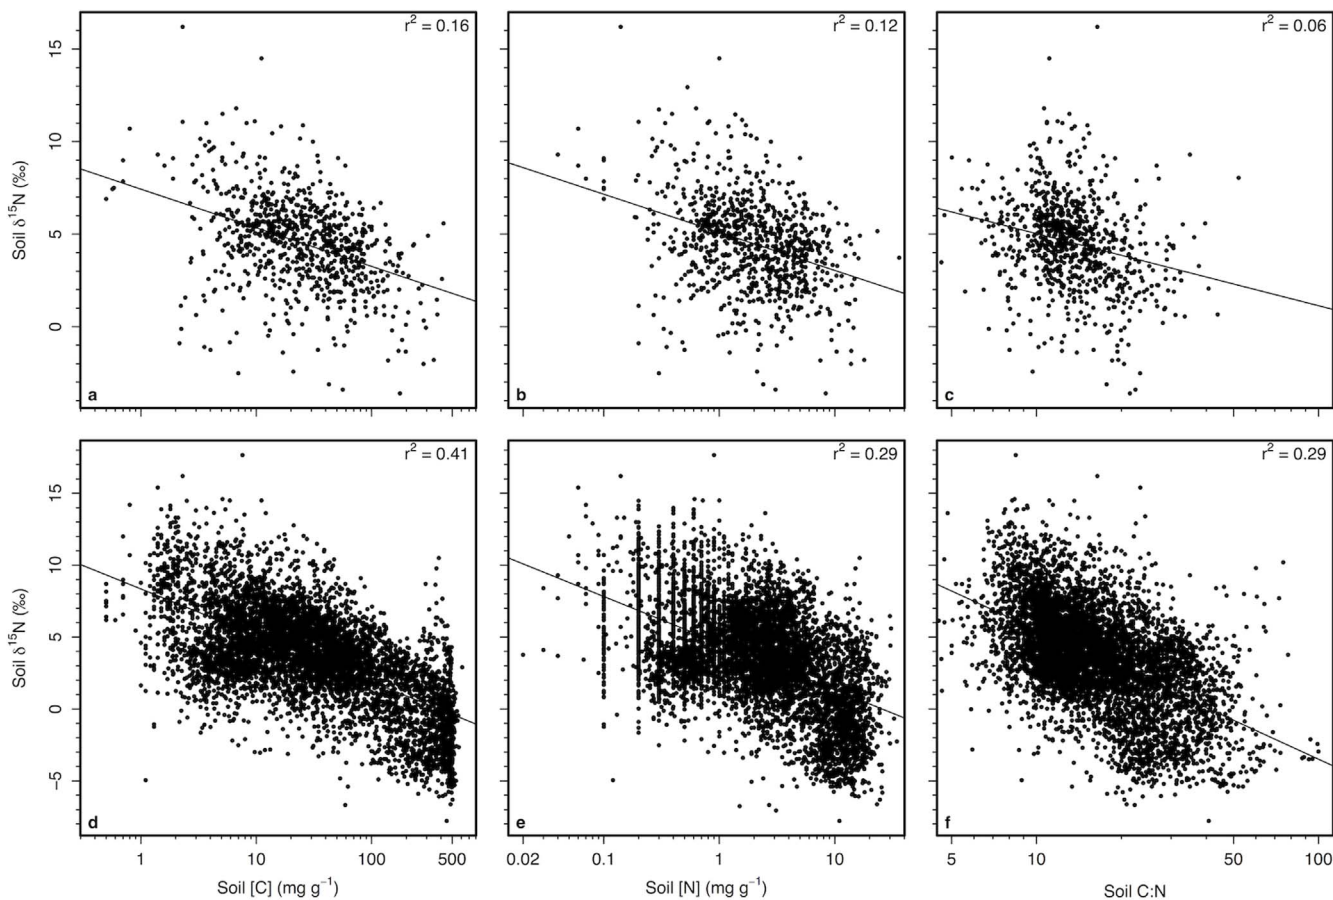 r² = 0.16
r² = 0.12
r² = 0.06
Soil δ¹⁵N (‰)
15
10
5
0
a
b
c
r² = 0.41
r² = 0.29
r² = 0.29
Soil δ¹⁵N (‰)
15
10
5
0
−5
d
e
f
1 10 100 500
0.02 0.1 1 10
5 10 50 100
Soil [C] (mg g⁻¹)
Soil [N] (mg g⁻¹)
Soil C:N